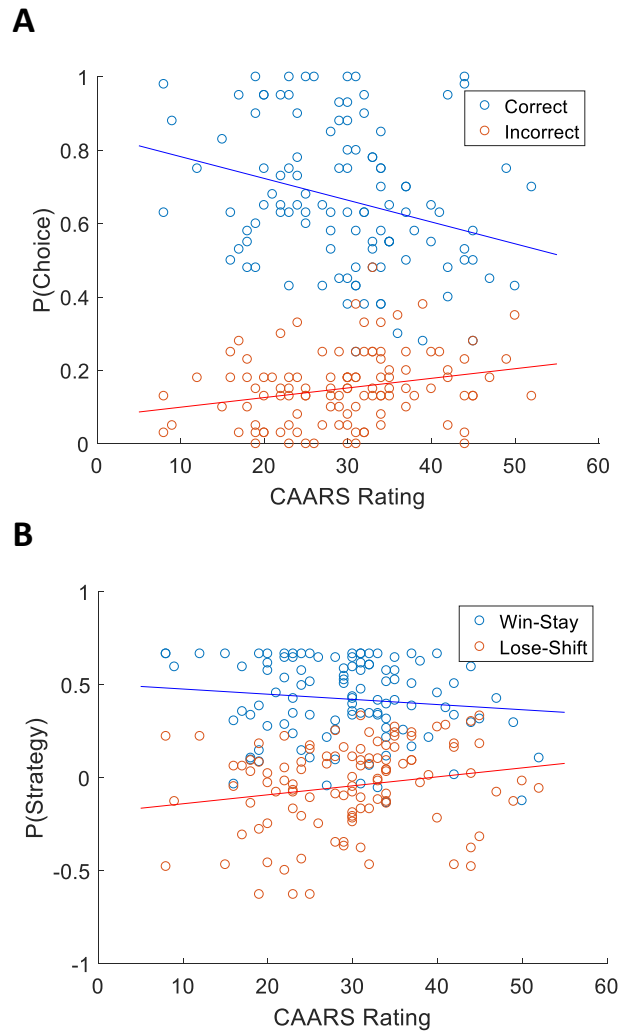 A
1
Correct
Incorrect
0.8
0.6
0.4
0.2
0
P(Choice)
0 10 20 30 40 50 60
CAARS Rating
B
1
Win-Stay
Lose-Shift
0.5
0
-0.5
-1
P(Strategy)
0 10 20 30 40 50 60
CAARS Rating